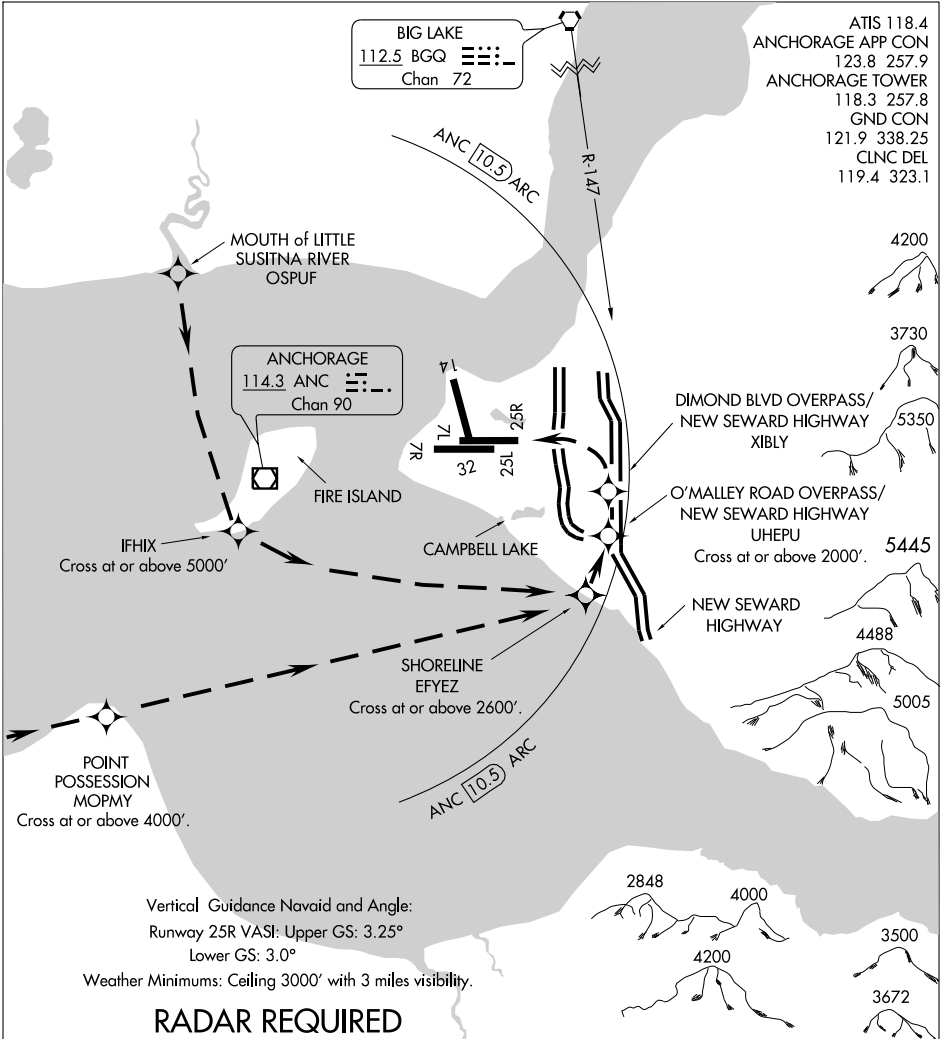 BIG LAKE
112.5 BGQ
Chan 72
ATIS 118.4
ANCHORAGE APP CON
123.8 257.9
ANCHORAGE TOWER
118.3 257.8
GND CON
121.9 338.25
CLNC DEL
119.4 323.1
ANC 10.5 ARC
R-147
MOUTH of LITTLE
SUSITNA RIVER
OSPUF
4200
3730
5350
ANCHORAGE
114.3 ANC
Chan 90
14
7L
7R
25R
25L
32
DIMOND BLVD OVERPASS/
NEW SEWARD HIGHWAY
XIBLY
FIRE ISLAND
O'MALLEY ROAD OVERPASS/
NEW SEWARD HIGHWAY
UHEPU
Cross at or above 2000'.
CAMPBELL LAKE
IFHIX
Cross at or above 5000'
5445
NEW SEWARD
HIGHWAY
4488
5005
SHORELINE
EFYEZ
Cross at or above 2600'.
ANC 10.5 ARC
POINT
POSSESSION
MOPMY
Cross at or above 4000'.
Vertical Guidance Navaid and Angle:
Runway 25R VASI: Upper GS: 3.25°
Lower GS: 3.0°
Weather Minimums: Ceiling 3000' with 3 miles visibility.
RADAR REQUIRED
2848
4000
4200
3500
3672